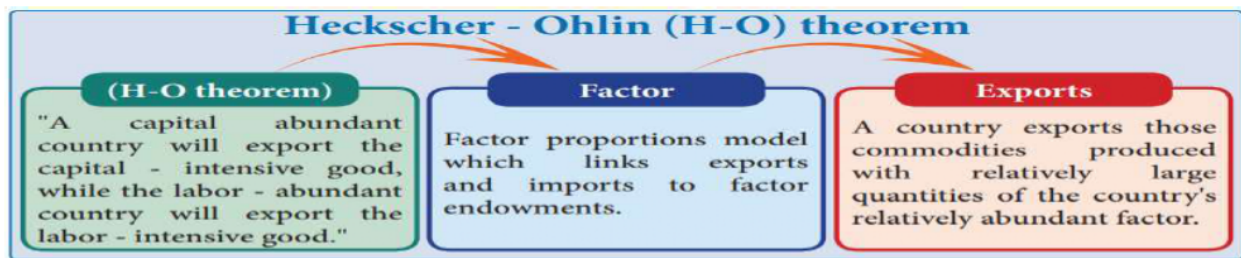 Heckscher - Ohlin (H-O) theorem
(H-O theorem)
"A capital abundant
country will export the
capital - intensive good,
while the labor - abundant
country will export the
labor - intensive good."
Factor
Factor proportions model
which links exports
and imports to factor
endowments.
Exports
A country exports those
commodities produced
with relatively large
quantities of the country's
relatively abundant factor.